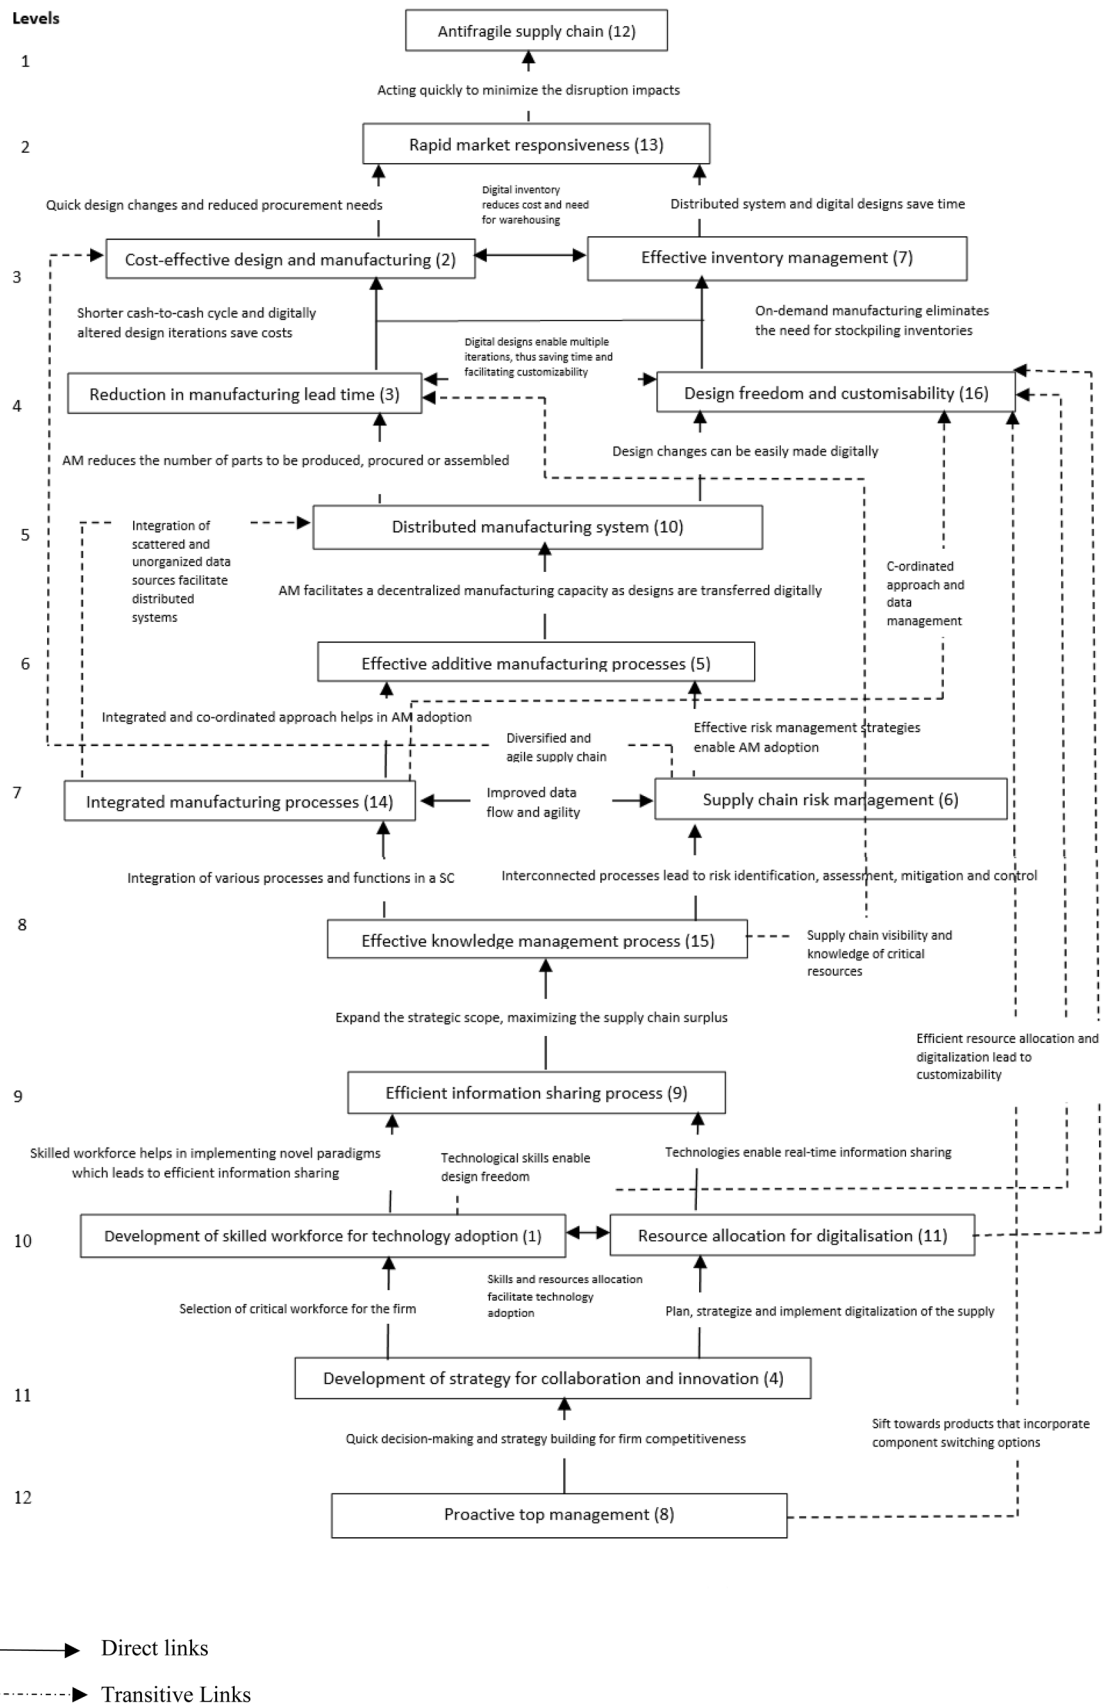 Levels
Antifragile supply chain (12)
1
Acting quickly to minimize the disruption impacts
2
Rapid market responsiveness (13)
Quick design changes and reduced procurement needs
Digital inventory
reduces cost and need
for warehousing
Distributed system and digital designs save time
3
Cost-effective design and manufacturing (2)
Effective inventory management (7)
Shorter cash-to-cash cycle and digitally
altered design iterations save costs
On-demand manufacturing eliminates
the need for stockpiling inventories
Digital designs enable multiple
iterations, thus saving time and
facilitating customizability
4
Reduction in manufacturing lead time (3)
Design freedom and customisability (16)
AM reduces the number of parts to be produced, procured or assembled
Design changes can be easily made digitally
5
Distributed manufacturing system (10)
Integration of
scattered and
unorganized data
sources facilitate
distributed
systems
AM facilitates a decentralized manufacturing capacity as designs are transferred digitally
C-ordinated
approach and
data
management
6
Effective additive manufacturing processes (5)
Integrated and co-ordinated approach helps in AM adoption
Effective risk management strategies
enable AM adoption
Diversified and
agile supply chain
7
Integrated manufacturing processes (14)
Improved data
flow and agility
Supply chain risk management (6)
Integration of various processes and functions in a SC
Interconnected processes lead to risk identification, assessment, mitigation and control
8
Effective knowledge management process (15)
Supply chain visibility and
knowledge of critical
resources
Expand the strategic scope, maximizing the supply chain surplus
Efficient resource allocation and
digitalization lead to
customizability
9
Efficient information sharing process (9)
Skilled workforce helps in implementing novel paradigms
which leads to efficient information sharing
Technological skills enable
design freedom
Technologies enable real-time information sharing
10
Development of skilled workforce for technology adoption (1)
Resource allocation for digitalisation (11)
Selection of critical workforce for the firm
Skills and resources allocation
facilitate technology
adoption
Plan, strategize and implement digitalization of the supply
11
Development of strategy for collaboration and innovation (4)
Quick decision-making and strategy building for firm competitiveness
Sift towards products that incorporate
component switching options
12
Proactive top management (8)
Direct links
Transitive Links